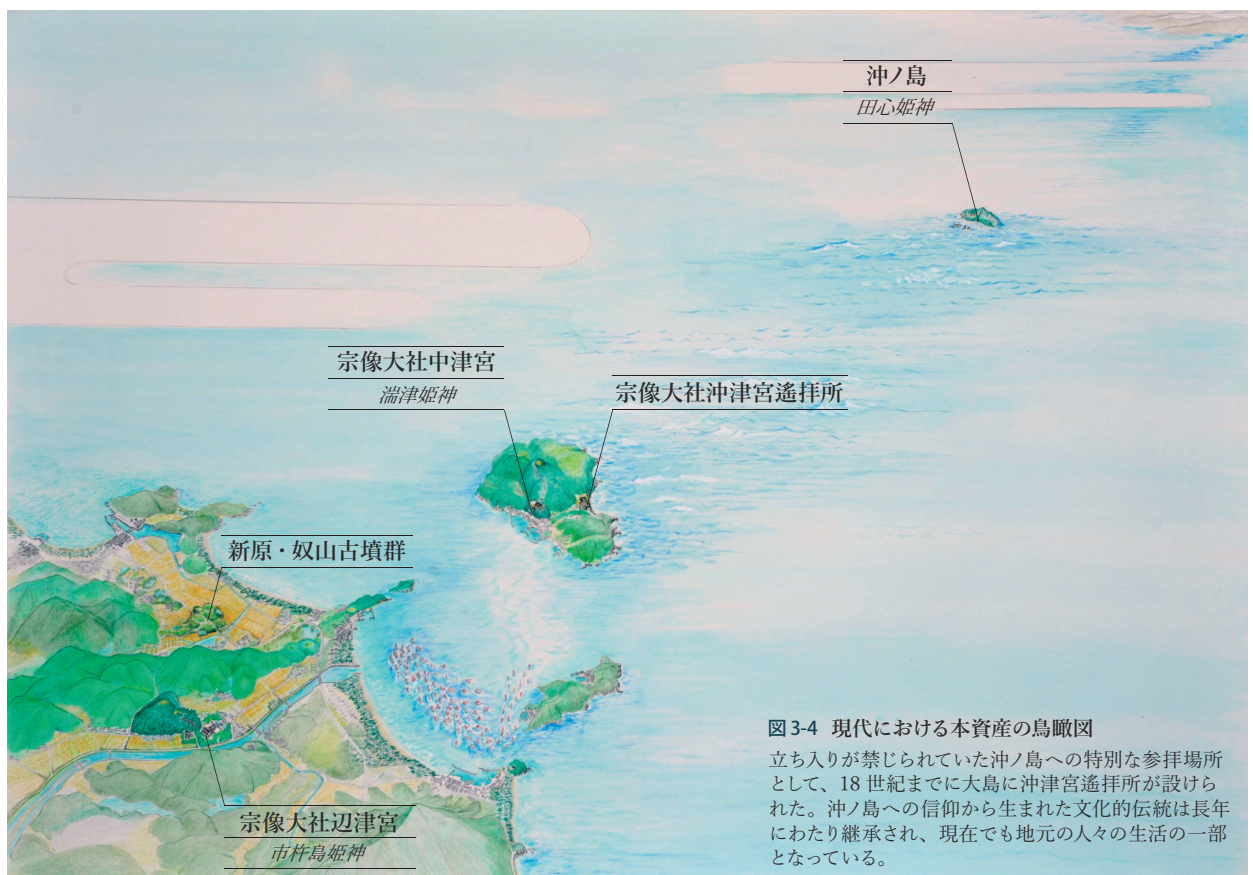 沖ノ島
田心姫神
宗像大社中津宮
湍津姫神
宗像大社沖津宮遙拝所
新原・奴山古墳群
宗像大社辺津宮
市杵島姫神
図 3-4 現代における本資産の鳥瞰図
立ち入りが禁じられていた沖ノ島への特別な参拝場所
として、18 世紀までに大島に沖津宮遙拝所が設けら
れた。沖ノ島への信仰から生まれた文化的伝統は長年
にわたり継承され、現在でも地元の人々の生活の一部
となっている。